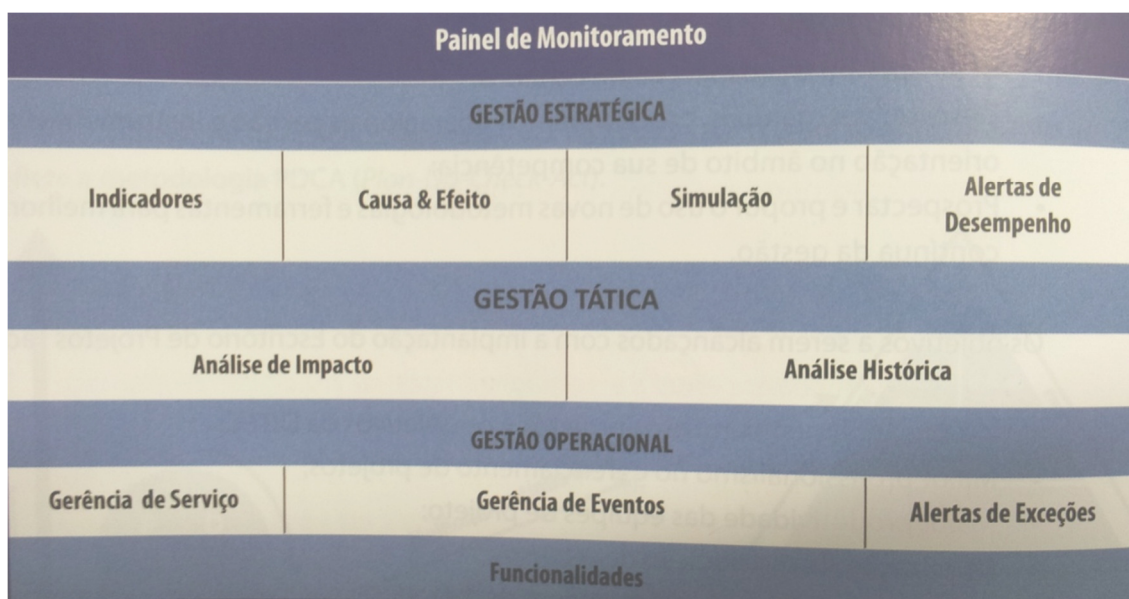 Painel de Monitoramento
GESTÃO ESTRATÉGICA
Indicadores
Causa & Efeito
Simulação
Alertas de
Desempenho
GESTÃO TÁTICA
Análise de Impacto
Análise Histórica
GESTÃO OPERACIONAL
Gerência de Serviço
Gerência de Eventos
Alertas de Exceções
Funcionalidades